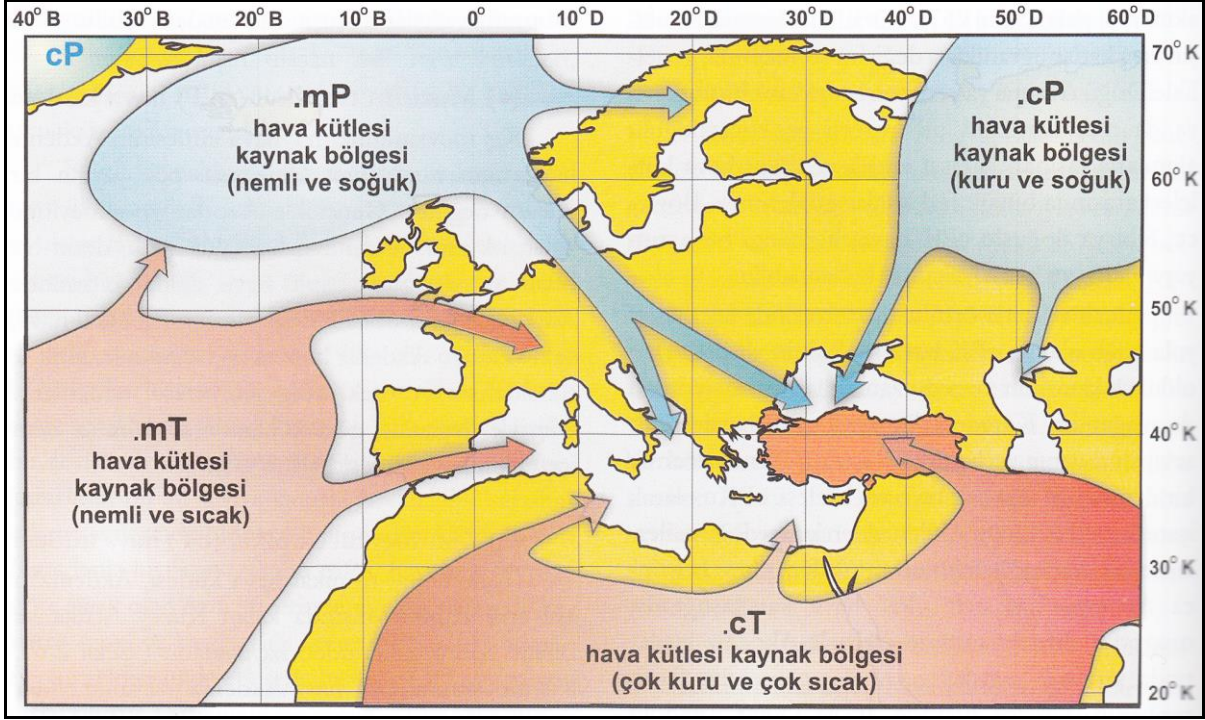 40° B 30° B 20° B 10° B 0° 10° D 20° D 30° D 40° D 50° D 60° D
cP
70° K
.mP
hava kütlesi
kaynak bölgesi
(nemli ve soğuk)
.cP
hava kütlesi
kaynak bölgesi
(kuru ve soğuk)
60° K
50° K
.mT
hava kütlesi
kaynak bölgesi
(nemli ve sıcak)
40° K
30° K
.cT
hava kütlesi kaynak bölgesi
(çok kuru ve çok sıcak)
20° K